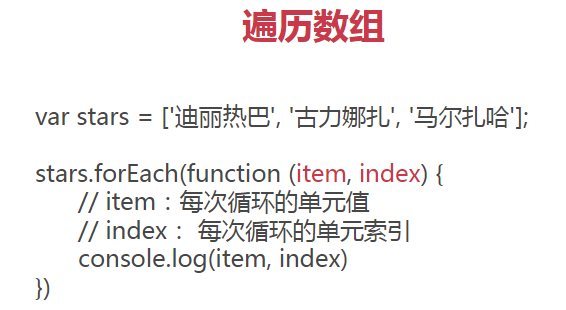 遍历数组
var stars = ['迪丽热巴', '古力娜扎', '马尔扎哈'];
stars.forEach(function (item, index) {
// item：每次循环的单元值
// index： 每次循环的单元索引
console.log(item, index)
})